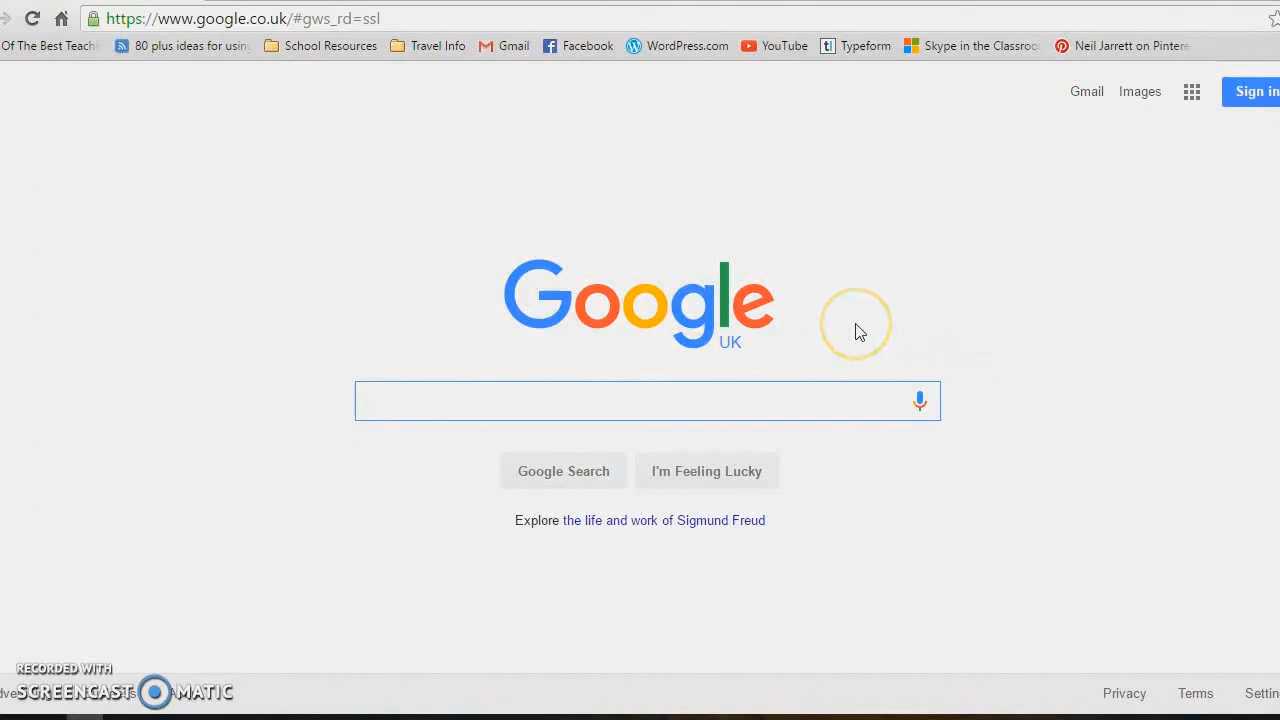 https://www.google.co.uk/#gws_rd=ssl
Of The Best Teach
80 plus ideas for usin
School Resources
Travel Info
Gmail
Facebook
WordPress.com
YouTube
Typeform
Skype in the Classroo
Neil Jarrett on Pintere
Gmail Images Sign in
Google
UK
Google Search I'm Feeling Lucky
Explore the life and work of Sigmund Freud
RECORDED WITH
SCREENCAST MATIC
Privacy Terms Settin